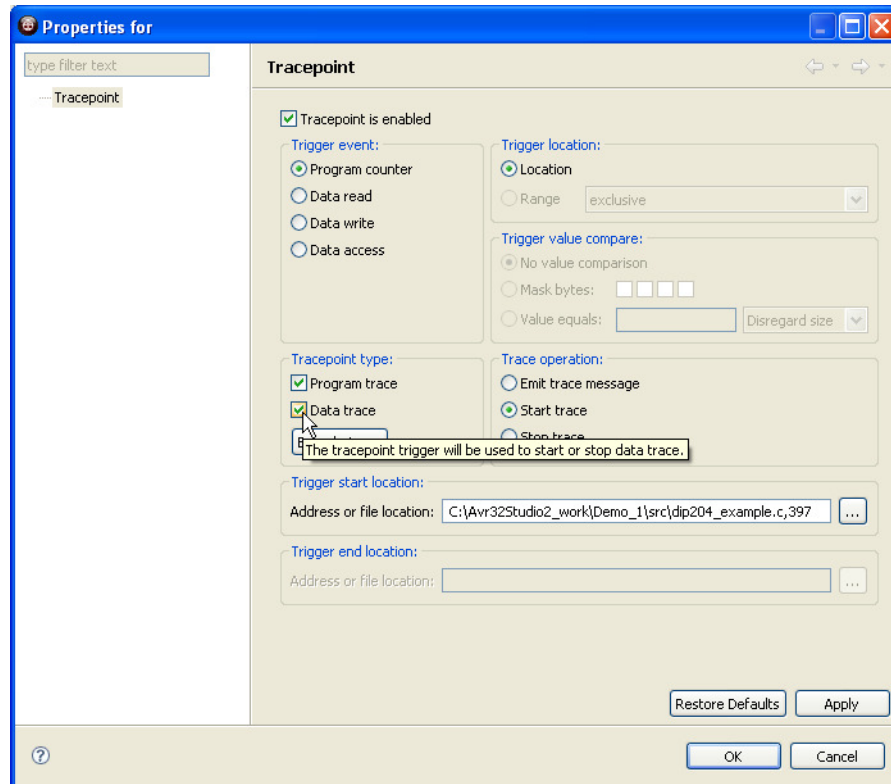 Properties for
type filter text
Tracepoint
Tracepoint
Tracepoint is enabled
Trigger event:
Program counter
Data read
Data write
Data access
Trigger location:
Location
Range exclusive
Trigger value compare:
No value comparison
Mask bytes:
Value equals: Disregard size
Tracepoint type:
Program trace
Data trace
Trace operation:
Emit trace message
Start trace
Stop trace
The tracepoint trigger will be used to start or stop data trace.
Trigger start location:
Address or file location: C:\Avr32Studio2_work\Demo_1\src\dip204_example.c,397 ...
Trigger end location:
Address or file location: ...
Restore Defaults Apply
? OK Cancel